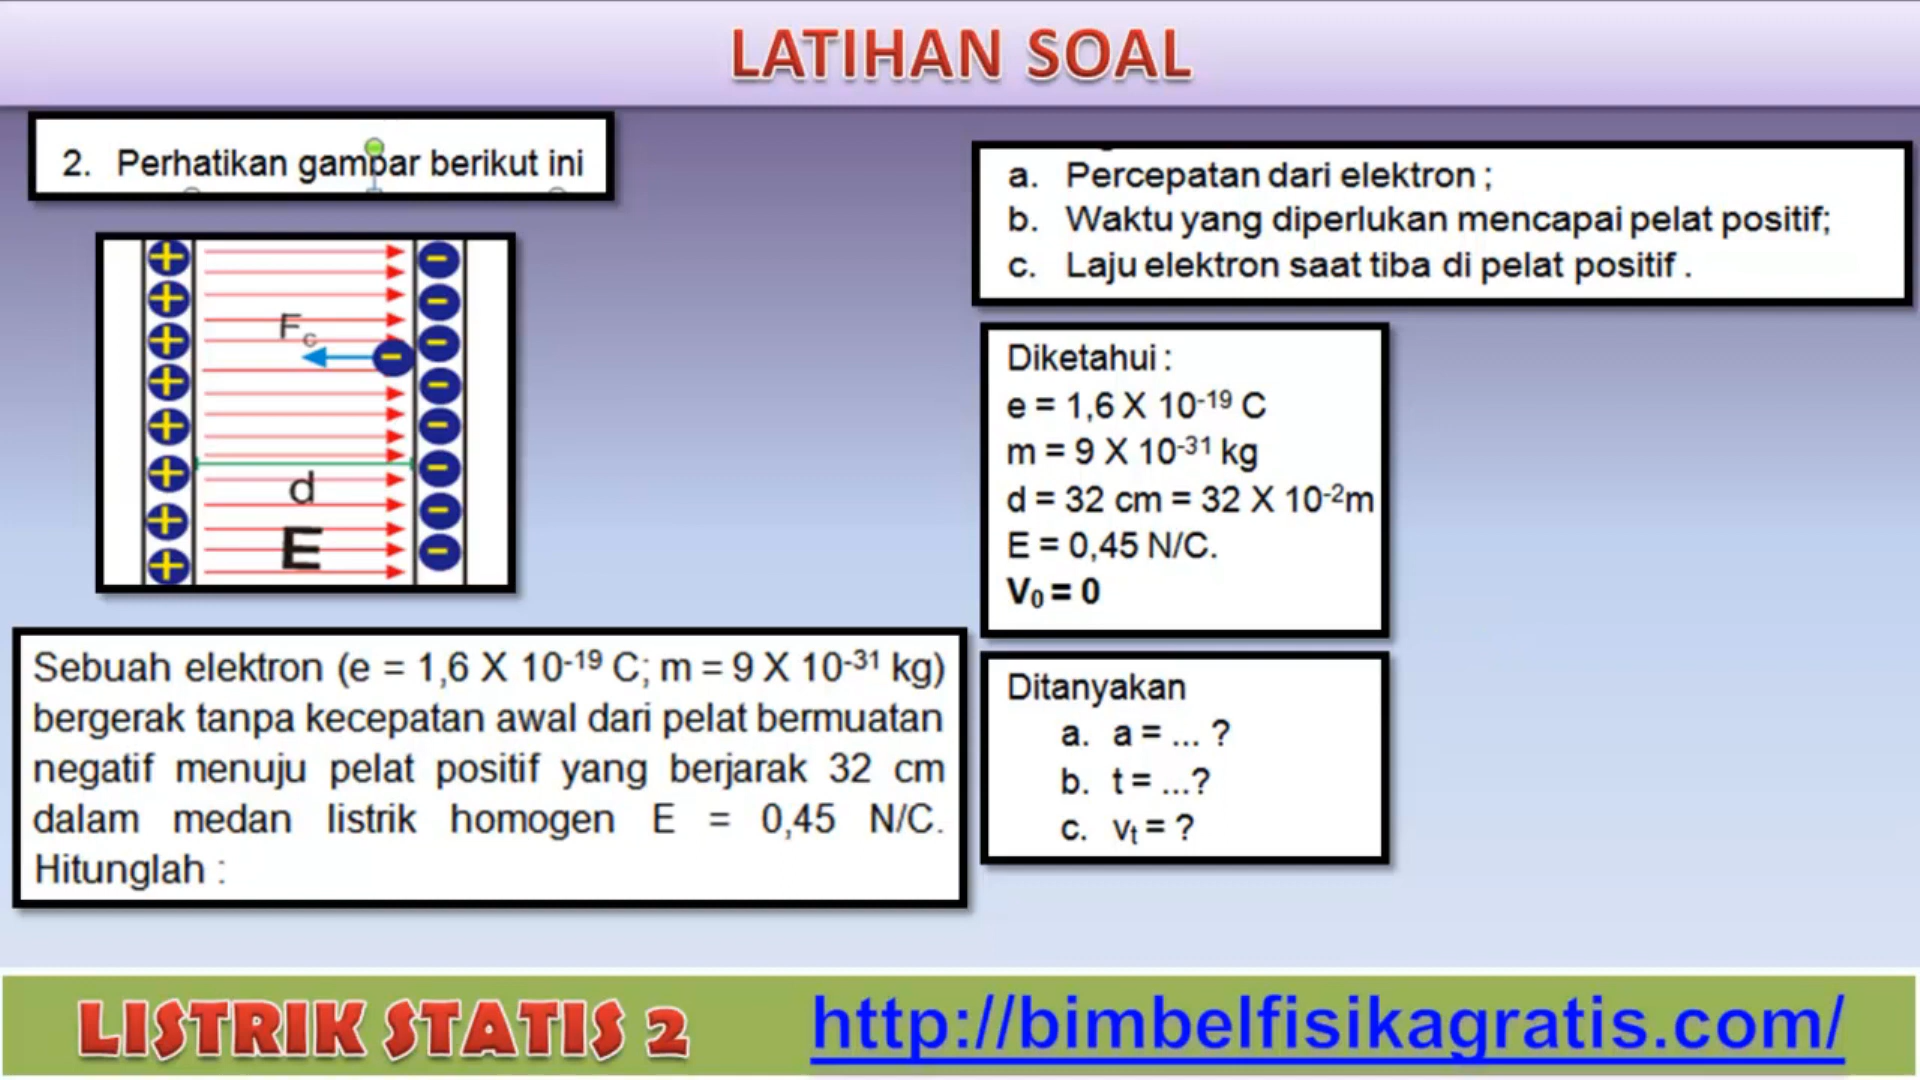 LATIHAN SOAL
2. Perhatikan gambar berikut ini
F c
d
E
Sebuah elektron (e = 1,6 X 10⁻¹⁹ C; m = 9 X 10⁻³¹ kg)
bergerak tanpa kecepatan awal dari pelat bermuatan
negatif menuju pelat positif yang berjarak 32 cm
dalam medan listrik homogen E = 0,45 N/C.
Hitunglah :
a. Percepatan dari elektron ;
b. Waktu yang diperlukan mencapai pelat positif;
c. Laju elektron saat tiba di pelat positif .
Diketahui :
e = 1,6 X 10⁻¹⁹ C
m = 9 X 10⁻³¹ kg
d = 32 cm = 32 X 10⁻²m
E = 0,45 N/C.
V₀ = 0
Ditanyakan
a. a = ... ?
b. t = ...?
c. vₜ = ?
LISTRIK STATIS 2
http://bimbelfisikagratis.com/